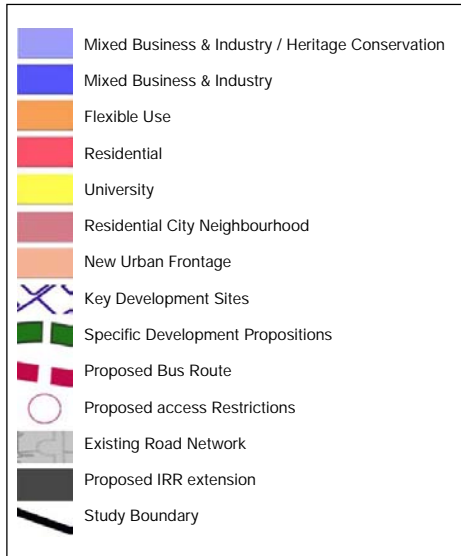 Mixed Business & Industry / Heritage Conservation
Mixed Business & Industry
Flexible Use
Residential
University
Residential City Neighbourhood
New Urban Frontage
Key Development Sites
Specific Development Propositions
Proposed Bus Route
Proposed access Restrictions
Existing Road Network
Proposed IRR extension
Study Boundary